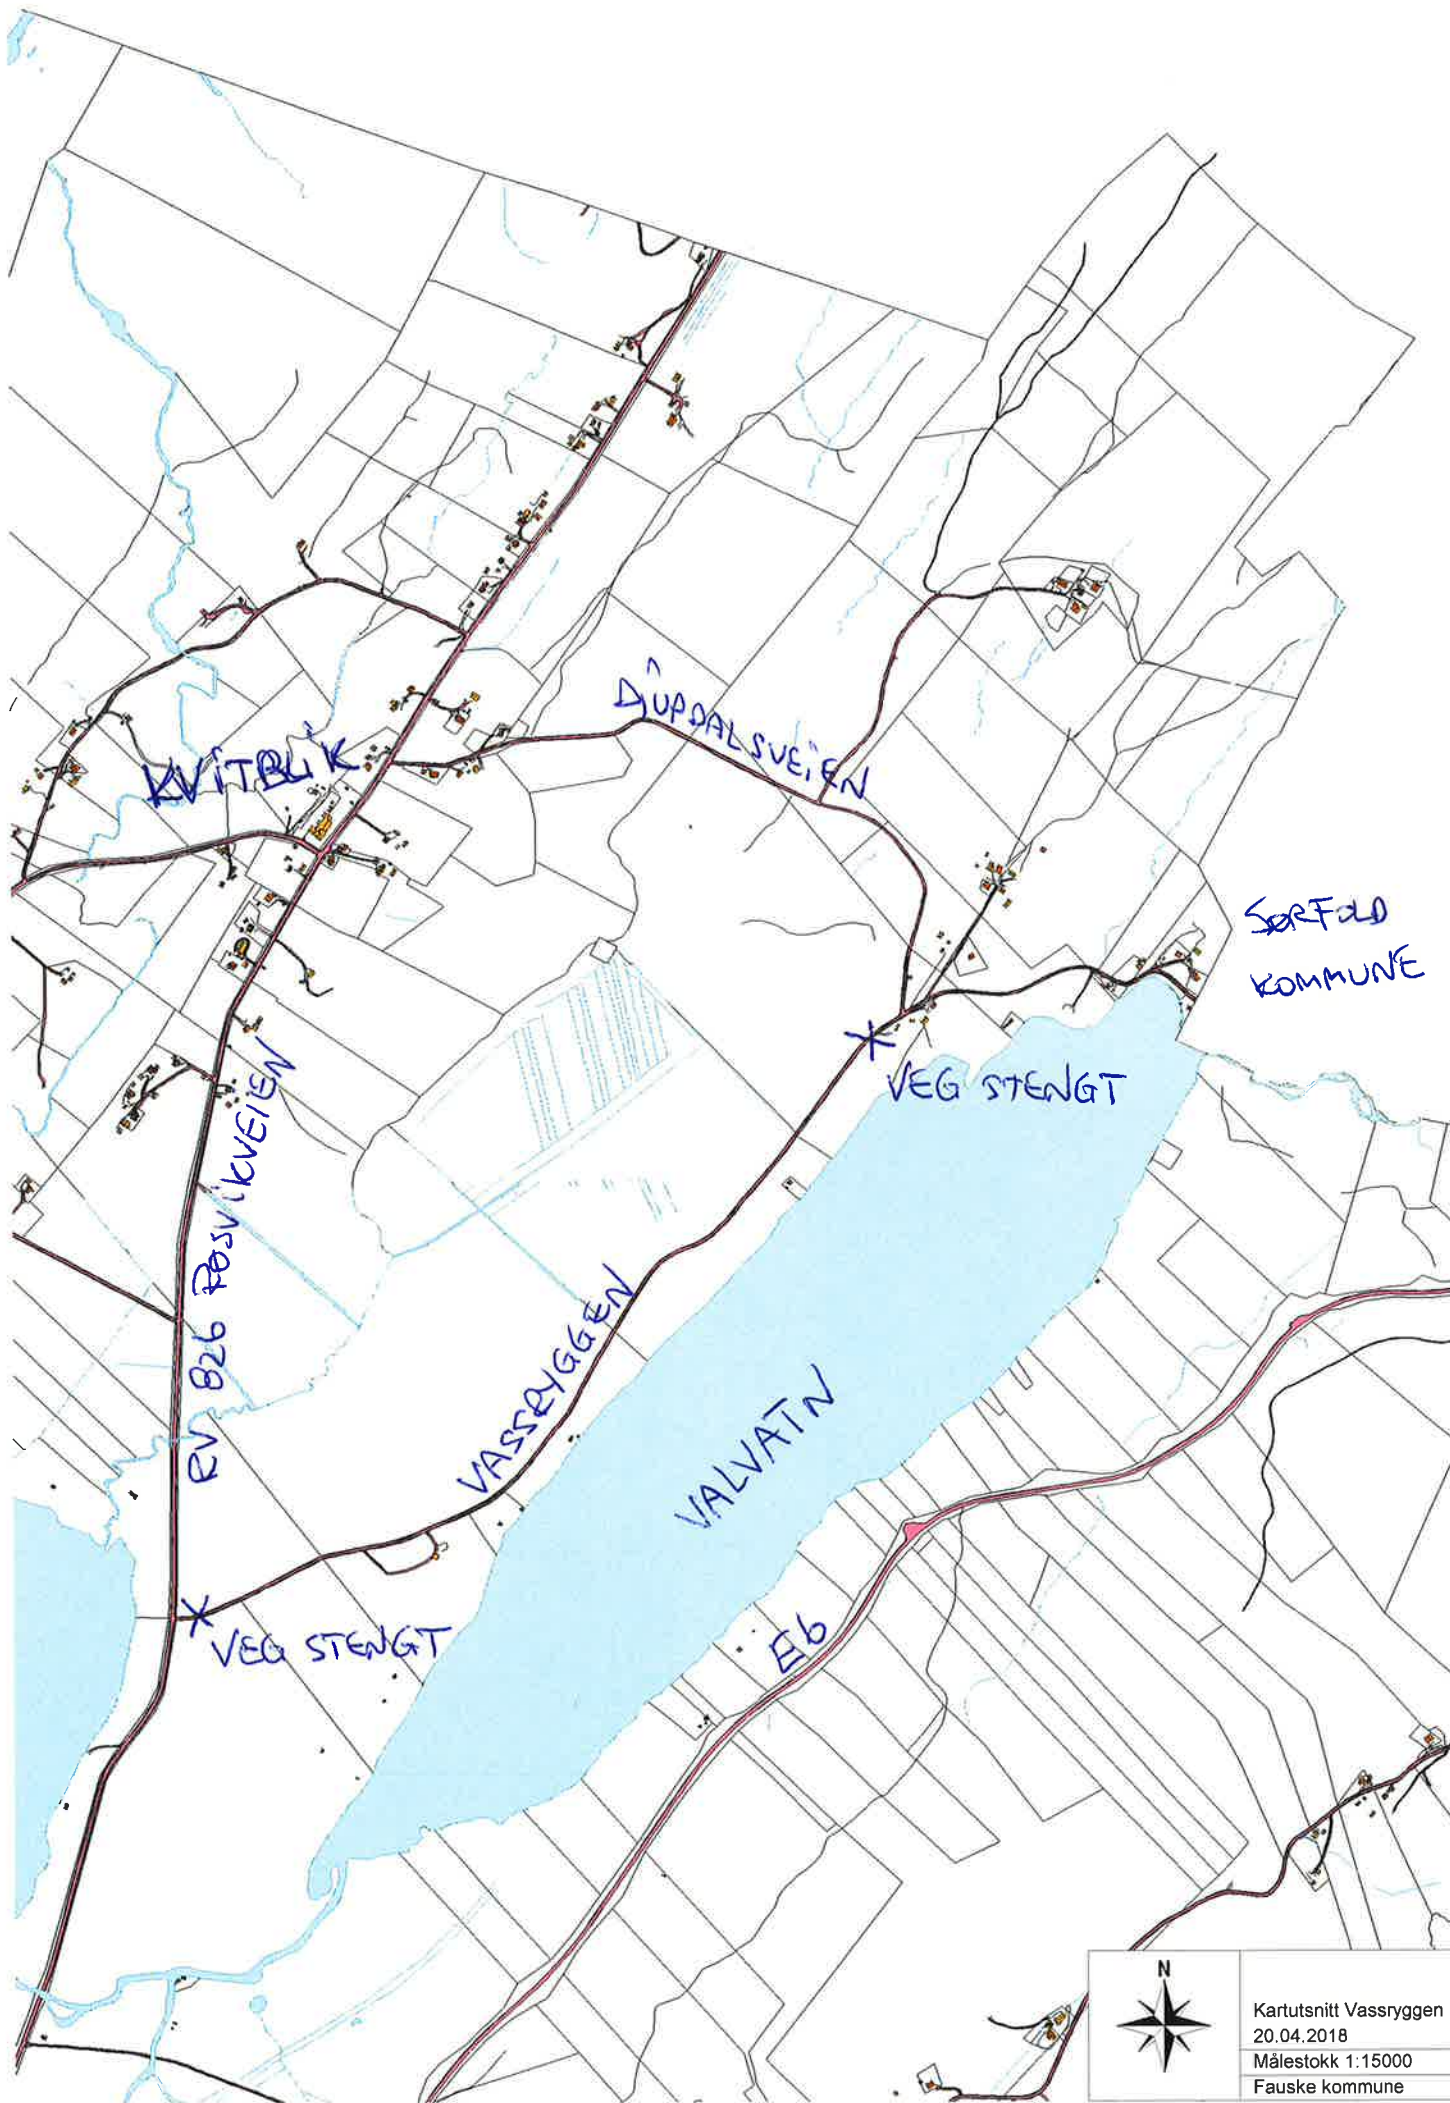 DJUPDALSVEIEN
KVITBLIK
SØRFOLD
KOMMUNE
VEG STENGT
RV 826 RØSVIKVEIEN
VASSRYGGEN
VALVATN
VEG STENGT
E6
N
Kartutsnitt Vassryggen
20.04.2018
Målestokk 1:15000
Fauske kommune